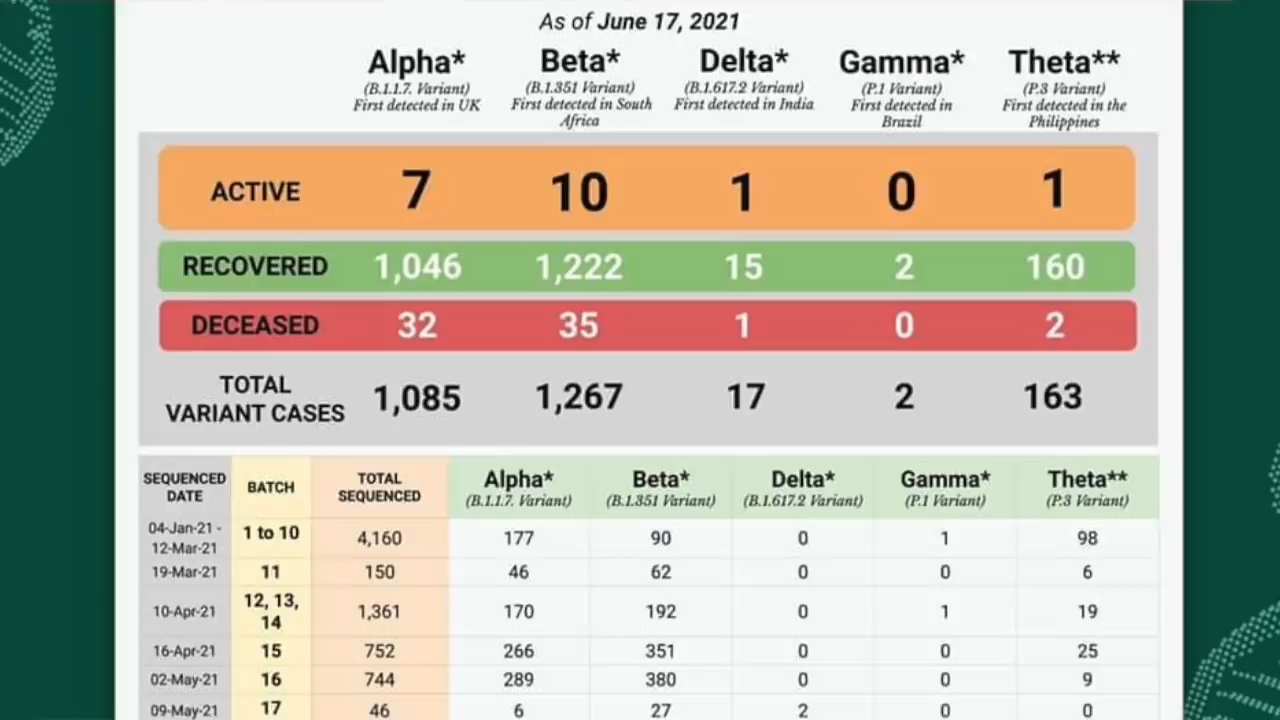 As of June 17, 2021
Alpha* Beta* Delta* Gamma* Theta**
(B.1.1.7. Variant) (B.1.351 Variant) (B.1.617.2 Variant) (P.1 Variant) (P.3 Variant)
First detected in UK First detected in South First detected in India First detected in First detected in the
Africa Brazil Philippines
ACTIVE 7 10 1 0 1
RECOVERED 1,046 1,222 15 2 160
DECEASED 32 35 1 0 2
TOTAL
VARIANT CASES 1,085 1,267 17 2 163
SEQUENCED DATE BATCH TOTAL SEQUENCED Alpha* Beta* Delta* Gamma* Theta**
(B.1.1.7. Variant) (B.1.351 Variant) (B.1.617.2 Variant) (P.1 Variant) (P.3 Variant)
04-Jan-21 - 12-Mar-21 1 to 10 4,160 177 90 0 1 98
19-Mar-21 11 150 46 62 0 0 6
10-Apr-21 12, 13, 14 1,361 170 192 0 1 19
16-Apr-21 15 752 266 351 0 0 25
02-May-21 16 744 289 380 0 0 9
09-May-21 17 46 6 27 2 0 0